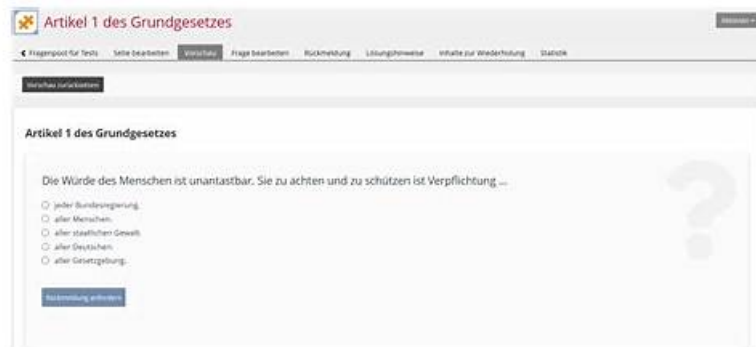 Artikel 1 des Grundgesetzes
Aktionen
Fragenpool für Tests Seite bearbeiten Vorschau Frage bearbeiten Rückmeldung Lösungshinweise Inhalte zur Wiederholung Statistik
Vorschau zurücksetzen
Artikel 1 des Grundgesetzes
Die Würde des Menschen ist unantastbar. Sie zu achten und zu schützen ist Verpflichtung ...
jeder Bundesregierung.
aller Menschen.
aller staatlichen Gewalt.
aller Deutschen.
aller Gesetzgebung.
Rückmeldung anfordern